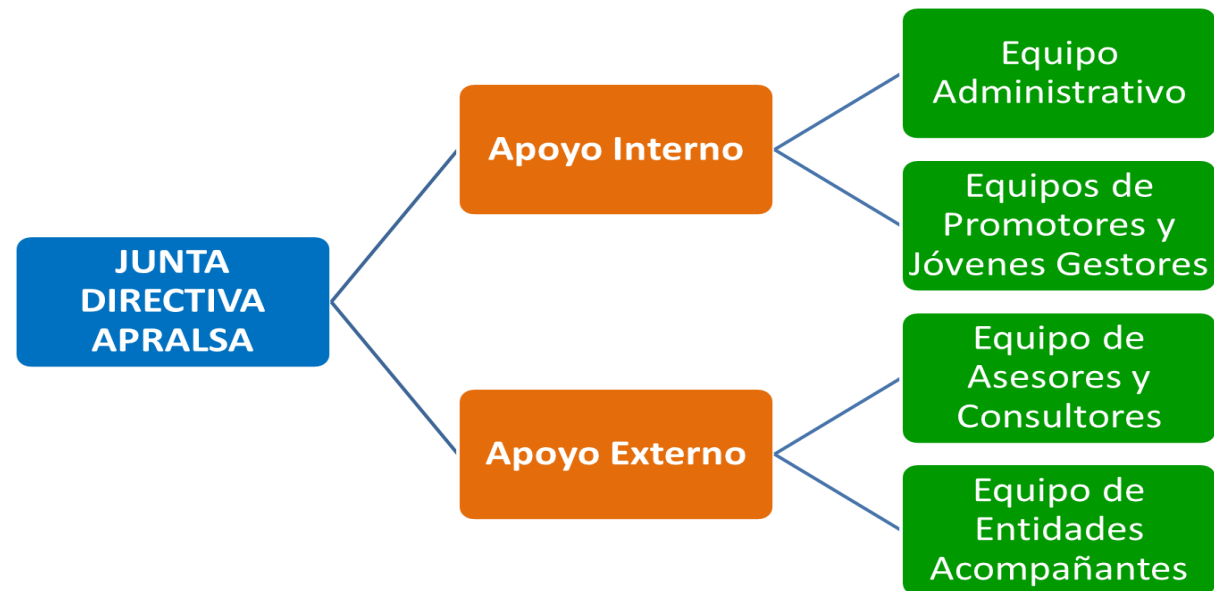 JUNTA
DIRECTIVA
APRALSA
Apoyo Interno
Equipo
Administrativo
Equipos de
Promotores y
Jóvenes Gestores
Apoyo Externo
Equipo de
Asesores y
Consultores
Equipo de
Entidades
Acompañantes